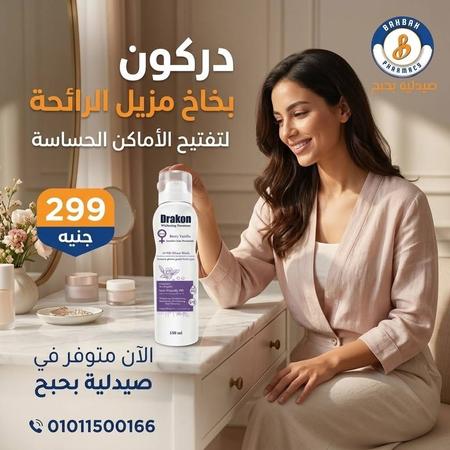 BAHBAH
PHARMACY
صيدلية بحبح
دركون
بخاخ مزيل الرائحة
لتفتيح الأماكن الحساسة
299
جنيه
Drakon
Whitening Deodorant
Berry Vanilla
150 ml
الآن متوفر في
صيدلية بحبح
01011500166